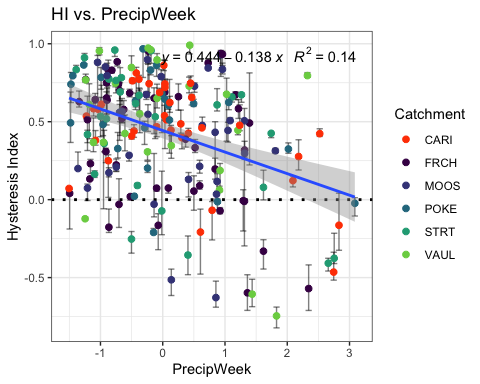 HI vs. PrecipWeek
y = 0.444 − 0.138 x R² = 0.14
1.0
0.5
0.0
-0.5
Hysteresis Index
-1
0
1
2
3
PrecipWeek
Catchment
CARI
FRCH
MOOS
POKE
STRT
VAUL